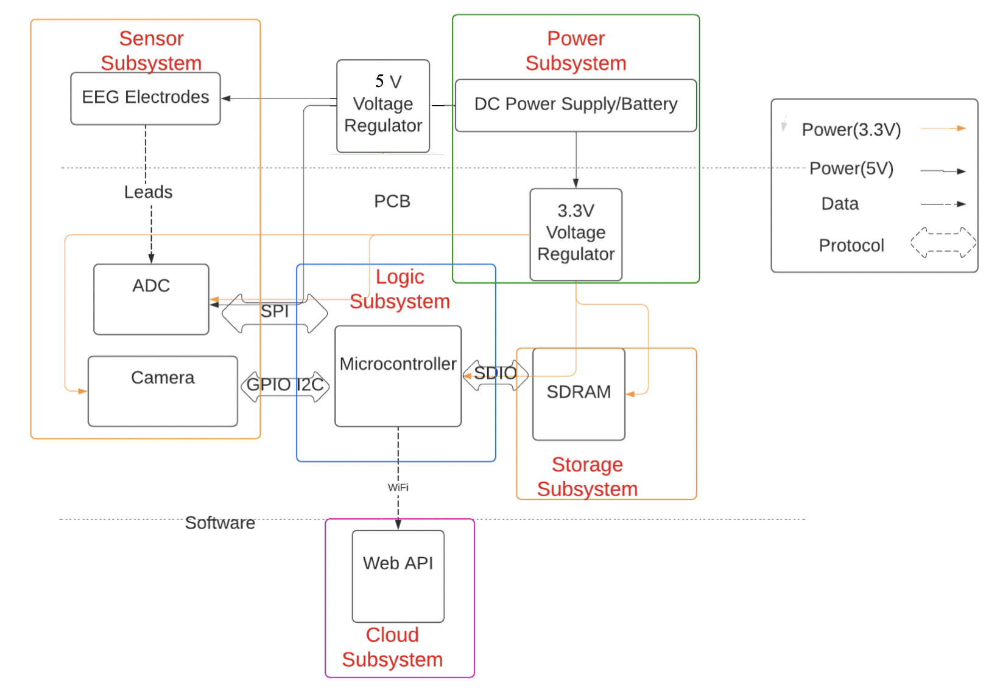 Sensor
Subsystem
EEG Electrodes
5 V
Voltage
Regulator
Power
Subsystem
DC Power Supply/Battery
Power(3.3V)
Power(5V)
Data
Protocol
Leads
PCB
3.3V
Voltage
Regulator
ADC
SPI
Logic
Subsystem
Camera
GPIO I2C
Microcontroller
SDIO
SDRAM
Storage
Subsystem
WiFi
Software
Web API
Cloud
Subsystem